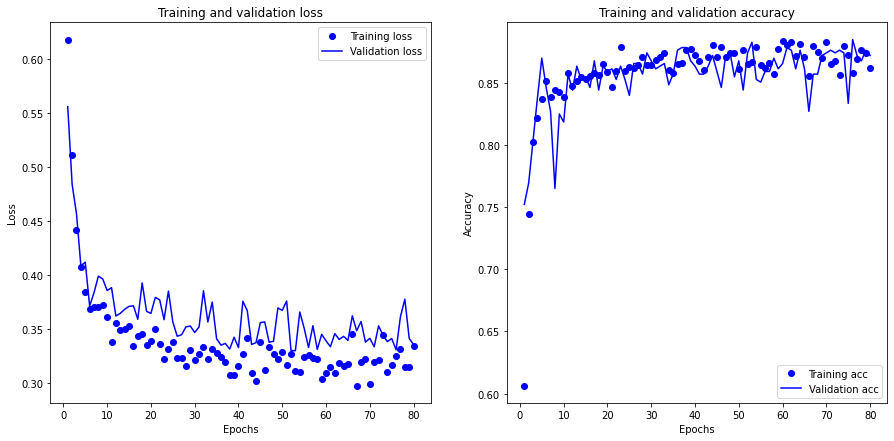 Training and validation loss
Training loss
Validation loss
0.60
0.55
0.50
0.45
0.40
0.35
0.30
Loss
0 10 20 30 40 50 60 70 80
Epochs
Training and validation accuracy
0.85
0.80
0.75
0.70
0.65
0.60
Accuracy
Training acc
Validation acc
0 10 20 30 40 50 60 70 80
Epochs